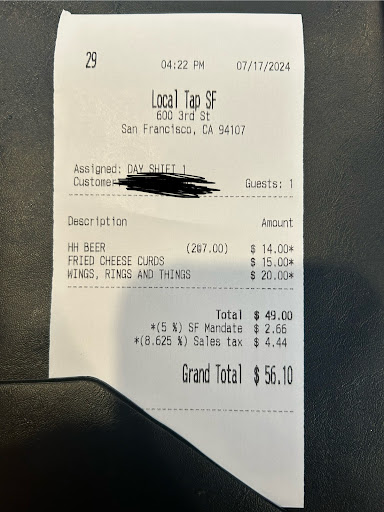 29 04:22 PM 07/17/2024
Local Tap SF
600 3rd St
San Francisco, CA 94107
Assigned: DAY SHIFT 1
Customer Guests: 1
Description Amount
HH BEER (2@7.00) $ 14.00*
FRIED CHEESE CURDS $ 15.00*
WINGS, RINGS AND THINGS $ 20.00*
Total $ 49.00
*(5 %) SF Mandate $ 2.66
*(8.625 %) Sales tax $ 4.44
Grand Total $ 56.10